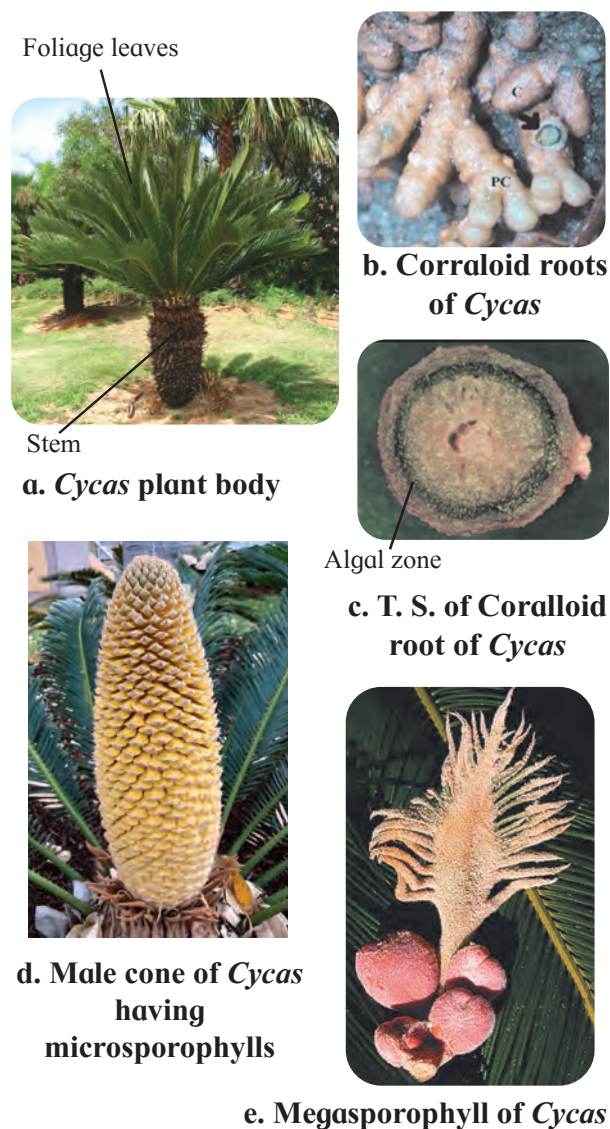 Foliage leaves
Stem
a. Cycas plant body
C
PC
b. Corraloid roots
of Cycas
Algal zone
c. T. S. of Coralloid
root of Cycas
d. Male cone of Cycas
having
microsporophylls
e. Megasporophyll of Cycas